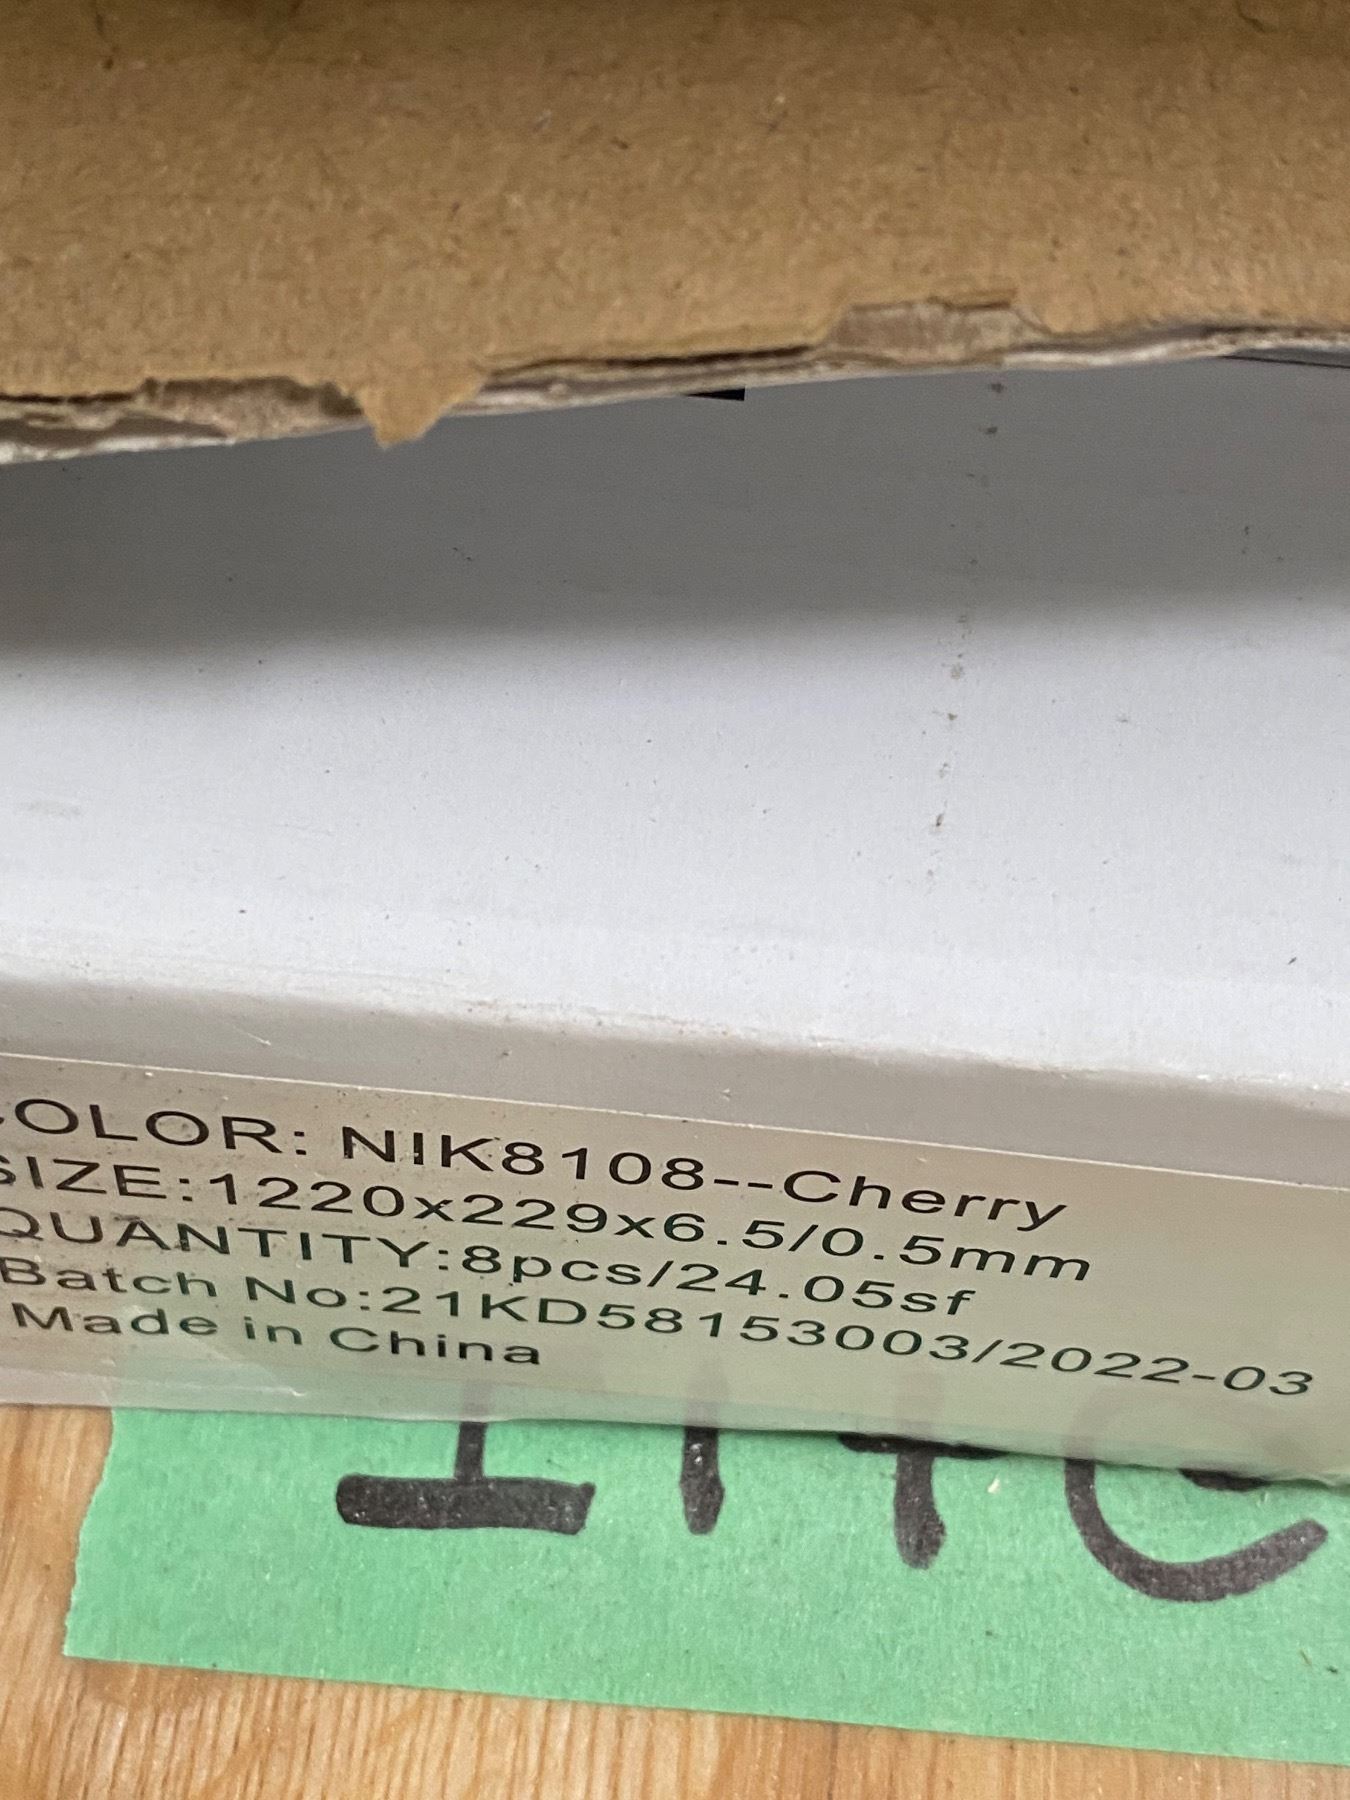 COLOR: NIK8108--Cherry
SIZE:1220x229x6.5/0.5mm
QUANTITY:8pcs/24.05sf
Batch No:21KD58153003/2022-03
Made in China